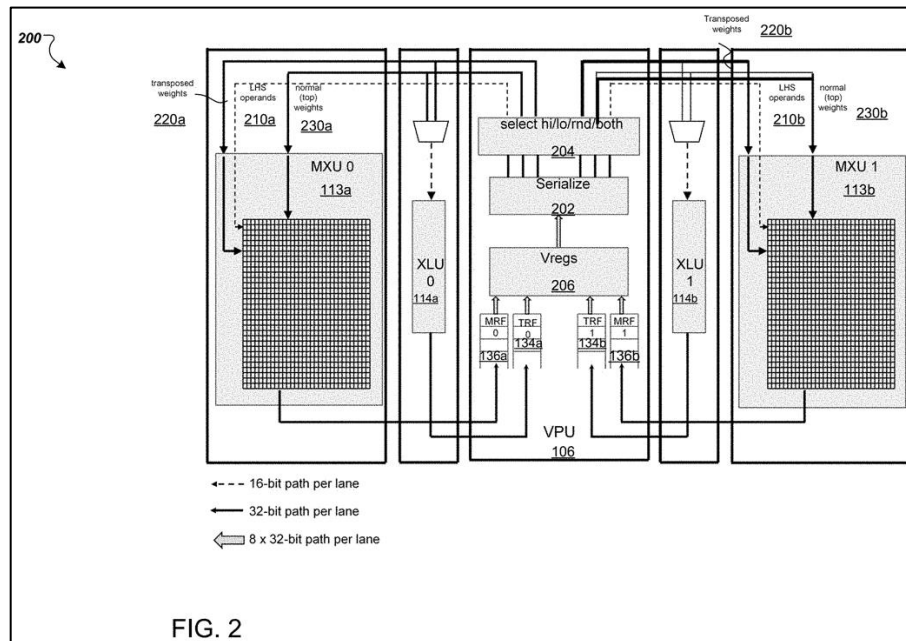 200
Transposed
weights
220b
transposed
weights
220a
LHS
operands
210a
normal
(top)
weights
230a
select hi/lo/rnd/both
204
LHS
operands
210b
normal
(top)
weights
230b
MXU 0
113a
Serialize
202
MXU 1
113b
XLU
0
114a
Vregs
206
XLU
1
114b
MRF
0
136a
TRF
0
134a
TRF
1
134b
MRF
1
136b
VPU
106
16-bit path per lane
32-bit path per lane
8 x 32-bit path per lane
FIG. 2